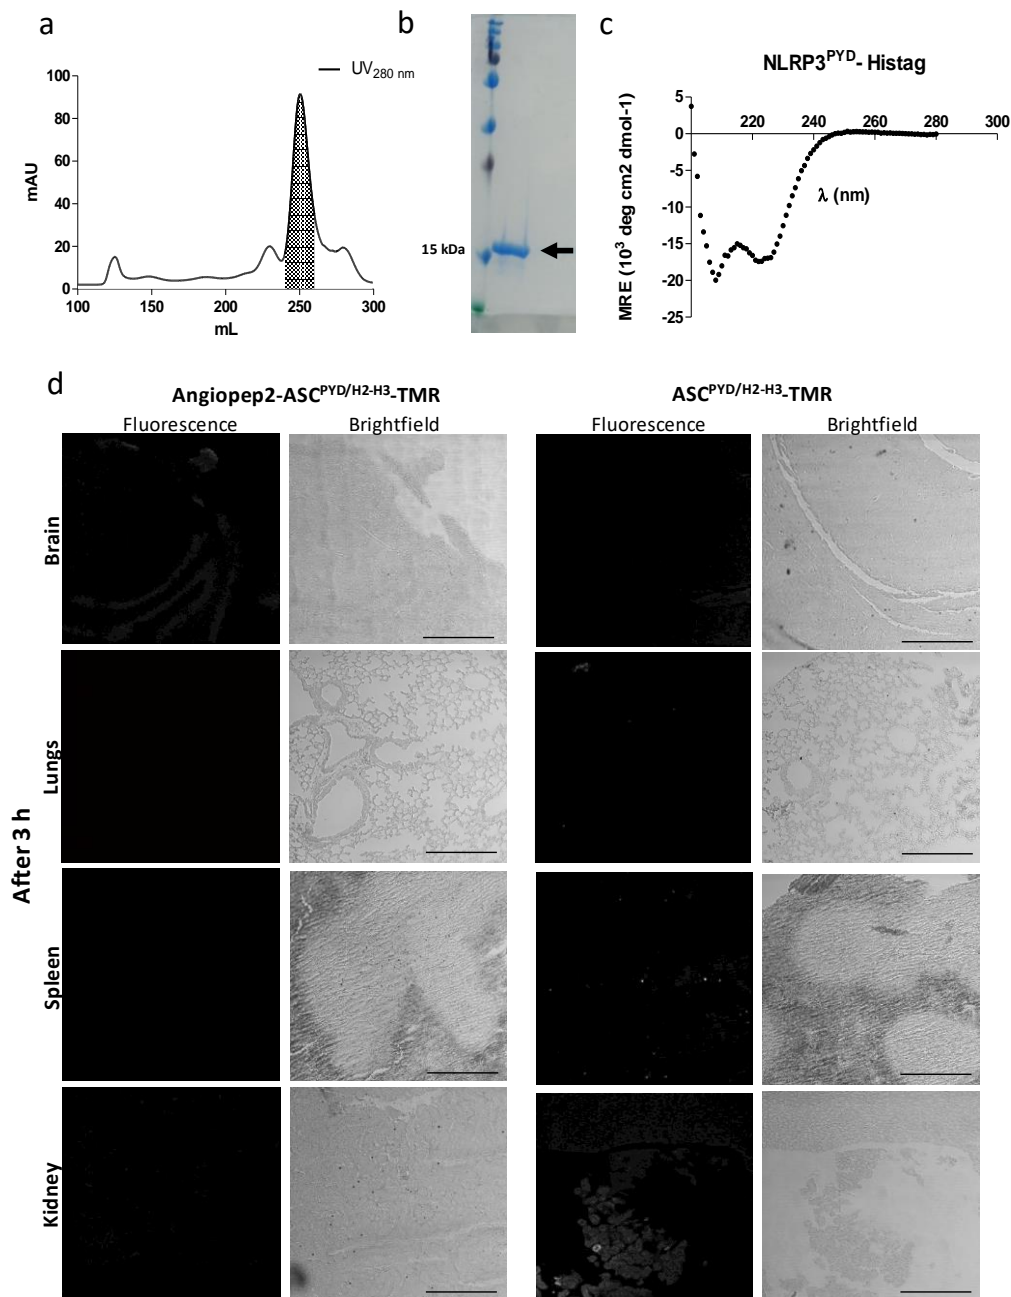 a
UV280 nm
100
80
60
40
20
0
mAU
100
150
200
250
300
mL
b
15 kDa
c
NLRP3PYD- Histag
5
0
-5
-10
-15
-20
-25
220
240
260
280
300
MRE (10³ deg cm2 dmol-1)
λ (nm)
d
Angiopep2-ASCPYD/H2-H3-TMR
ASCPYD/H2-H3-TMR
Fluorescence
Brightfield
Fluorescence
Brightfield
After 3 h
Brain
Lungs
Spleen
Kidney